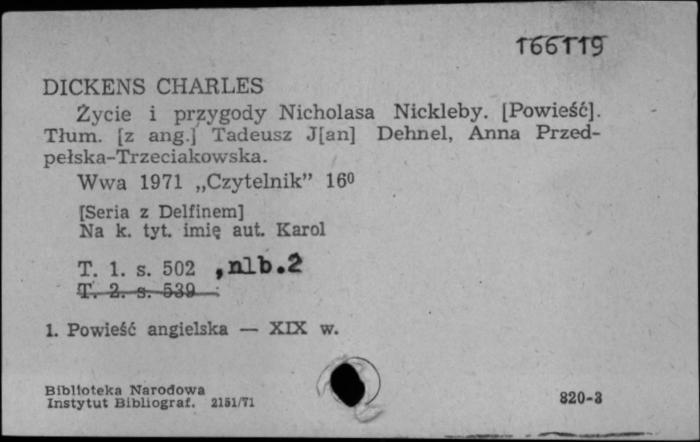 166119
DICKENS CHARLES
Życie i przygody Nicholasa Nickleby. [Powieść].
Tłum. [z ang.] Tadeusz J[an] Dehnel, Anna Przed-
pełska-Trzeciakowska.
Wwa 1971 „Czytelnik” 16⁰
[Seria z Delfinem]
Na k. tyt. imię aut. Karol
T. 1. s. 502 ,nlb.2
T. 2. s. 539
1. Powieść angielska — XIX w.
Biblioteka Narodowa
Instytut Bibliograf. 2151/71
820-3